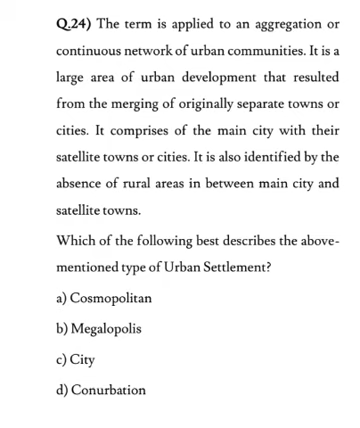 Q.24) The term is applied to an aggregation or
continuous network of urban communities. It is a
large area of urban development that resulted
from the merging of originally separate towns or
cities. It comprises of the main city with their
satellite towns or cities. It is also identified by the
absence of rural areas in between main city and
satellite towns.
Which of the following best describes the above-
mentioned type of Urban Settlement?
a) Cosmopolitan
b) Megalopolis
c) City
d) Conurbation